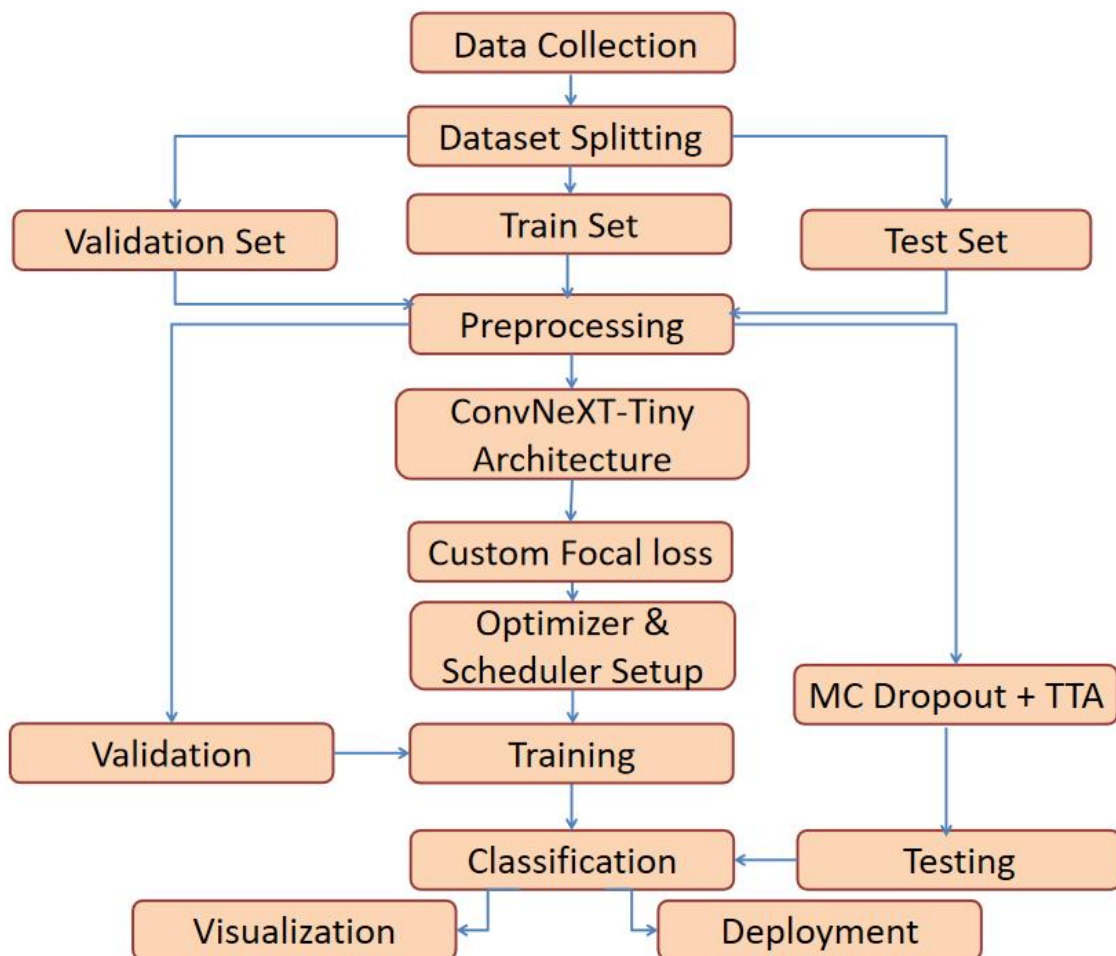 Data Collection
Dataset Splitting
Validation Set
Train Set
Test Set
Preprocessing
ConvNeXT-Tiny
Architecture
Custom Focal loss
Optimizer &
Scheduler Setup
MC Dropout + TTA
Validation
Training
Classification
Testing
Visualization
Deployment